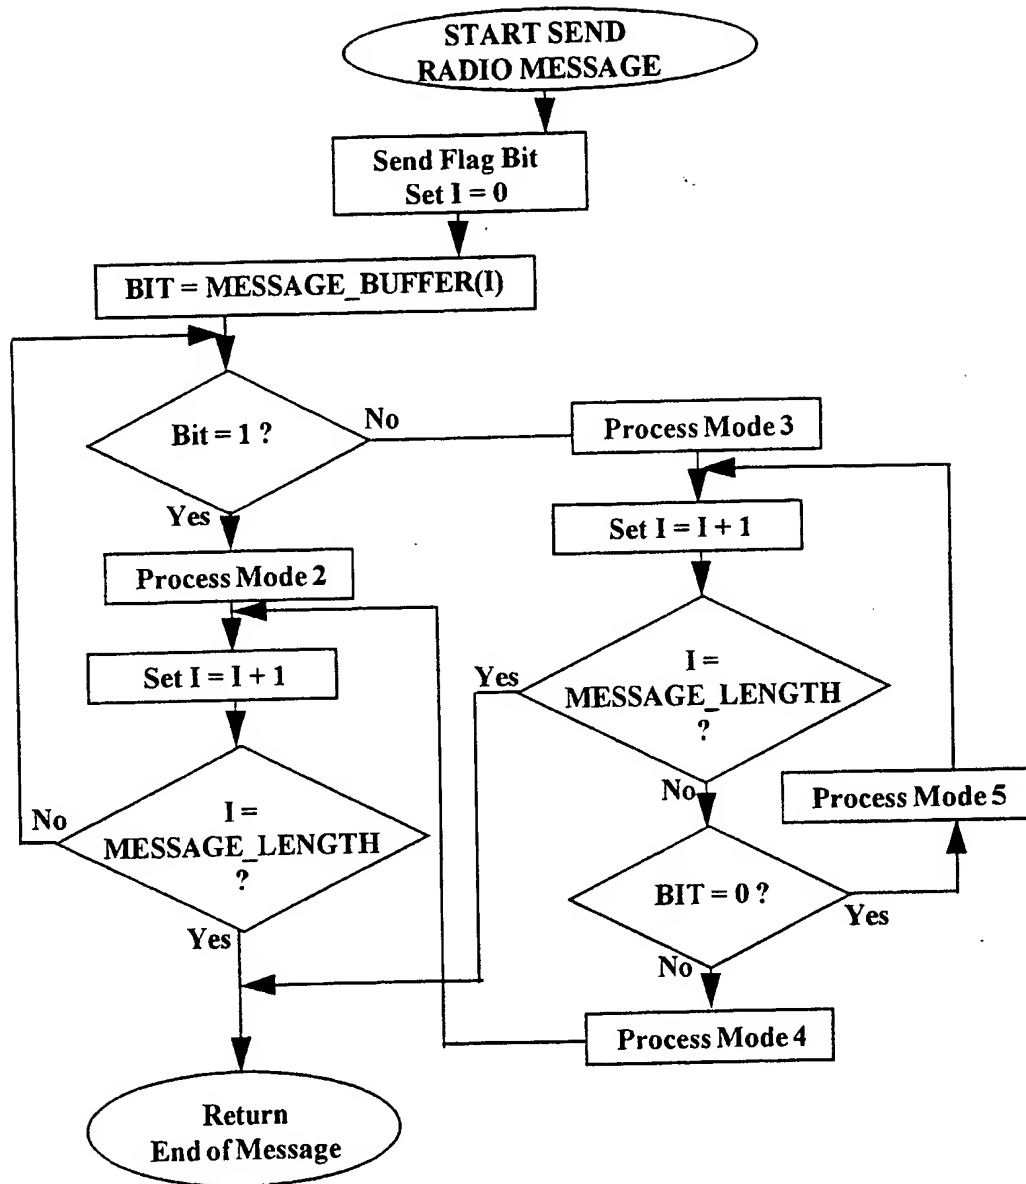 START SEND
RADIO MESSAGE
Send Flag Bit
Set I = 0
BIT = MESSAGE_BUFFER(I)
Bit = 1 ?
No
Process Mode 3
Yes
Set I = I + 1
Process Mode 2
I =
MESSAGE_LENGTH
?
Yes
Set I = I + 1
No
Process Mode 5
I =
MESSAGE_LENGTH
?
No
BIT = 0 ?
Yes
Yes
No
Process Mode 4
Return
End of Message